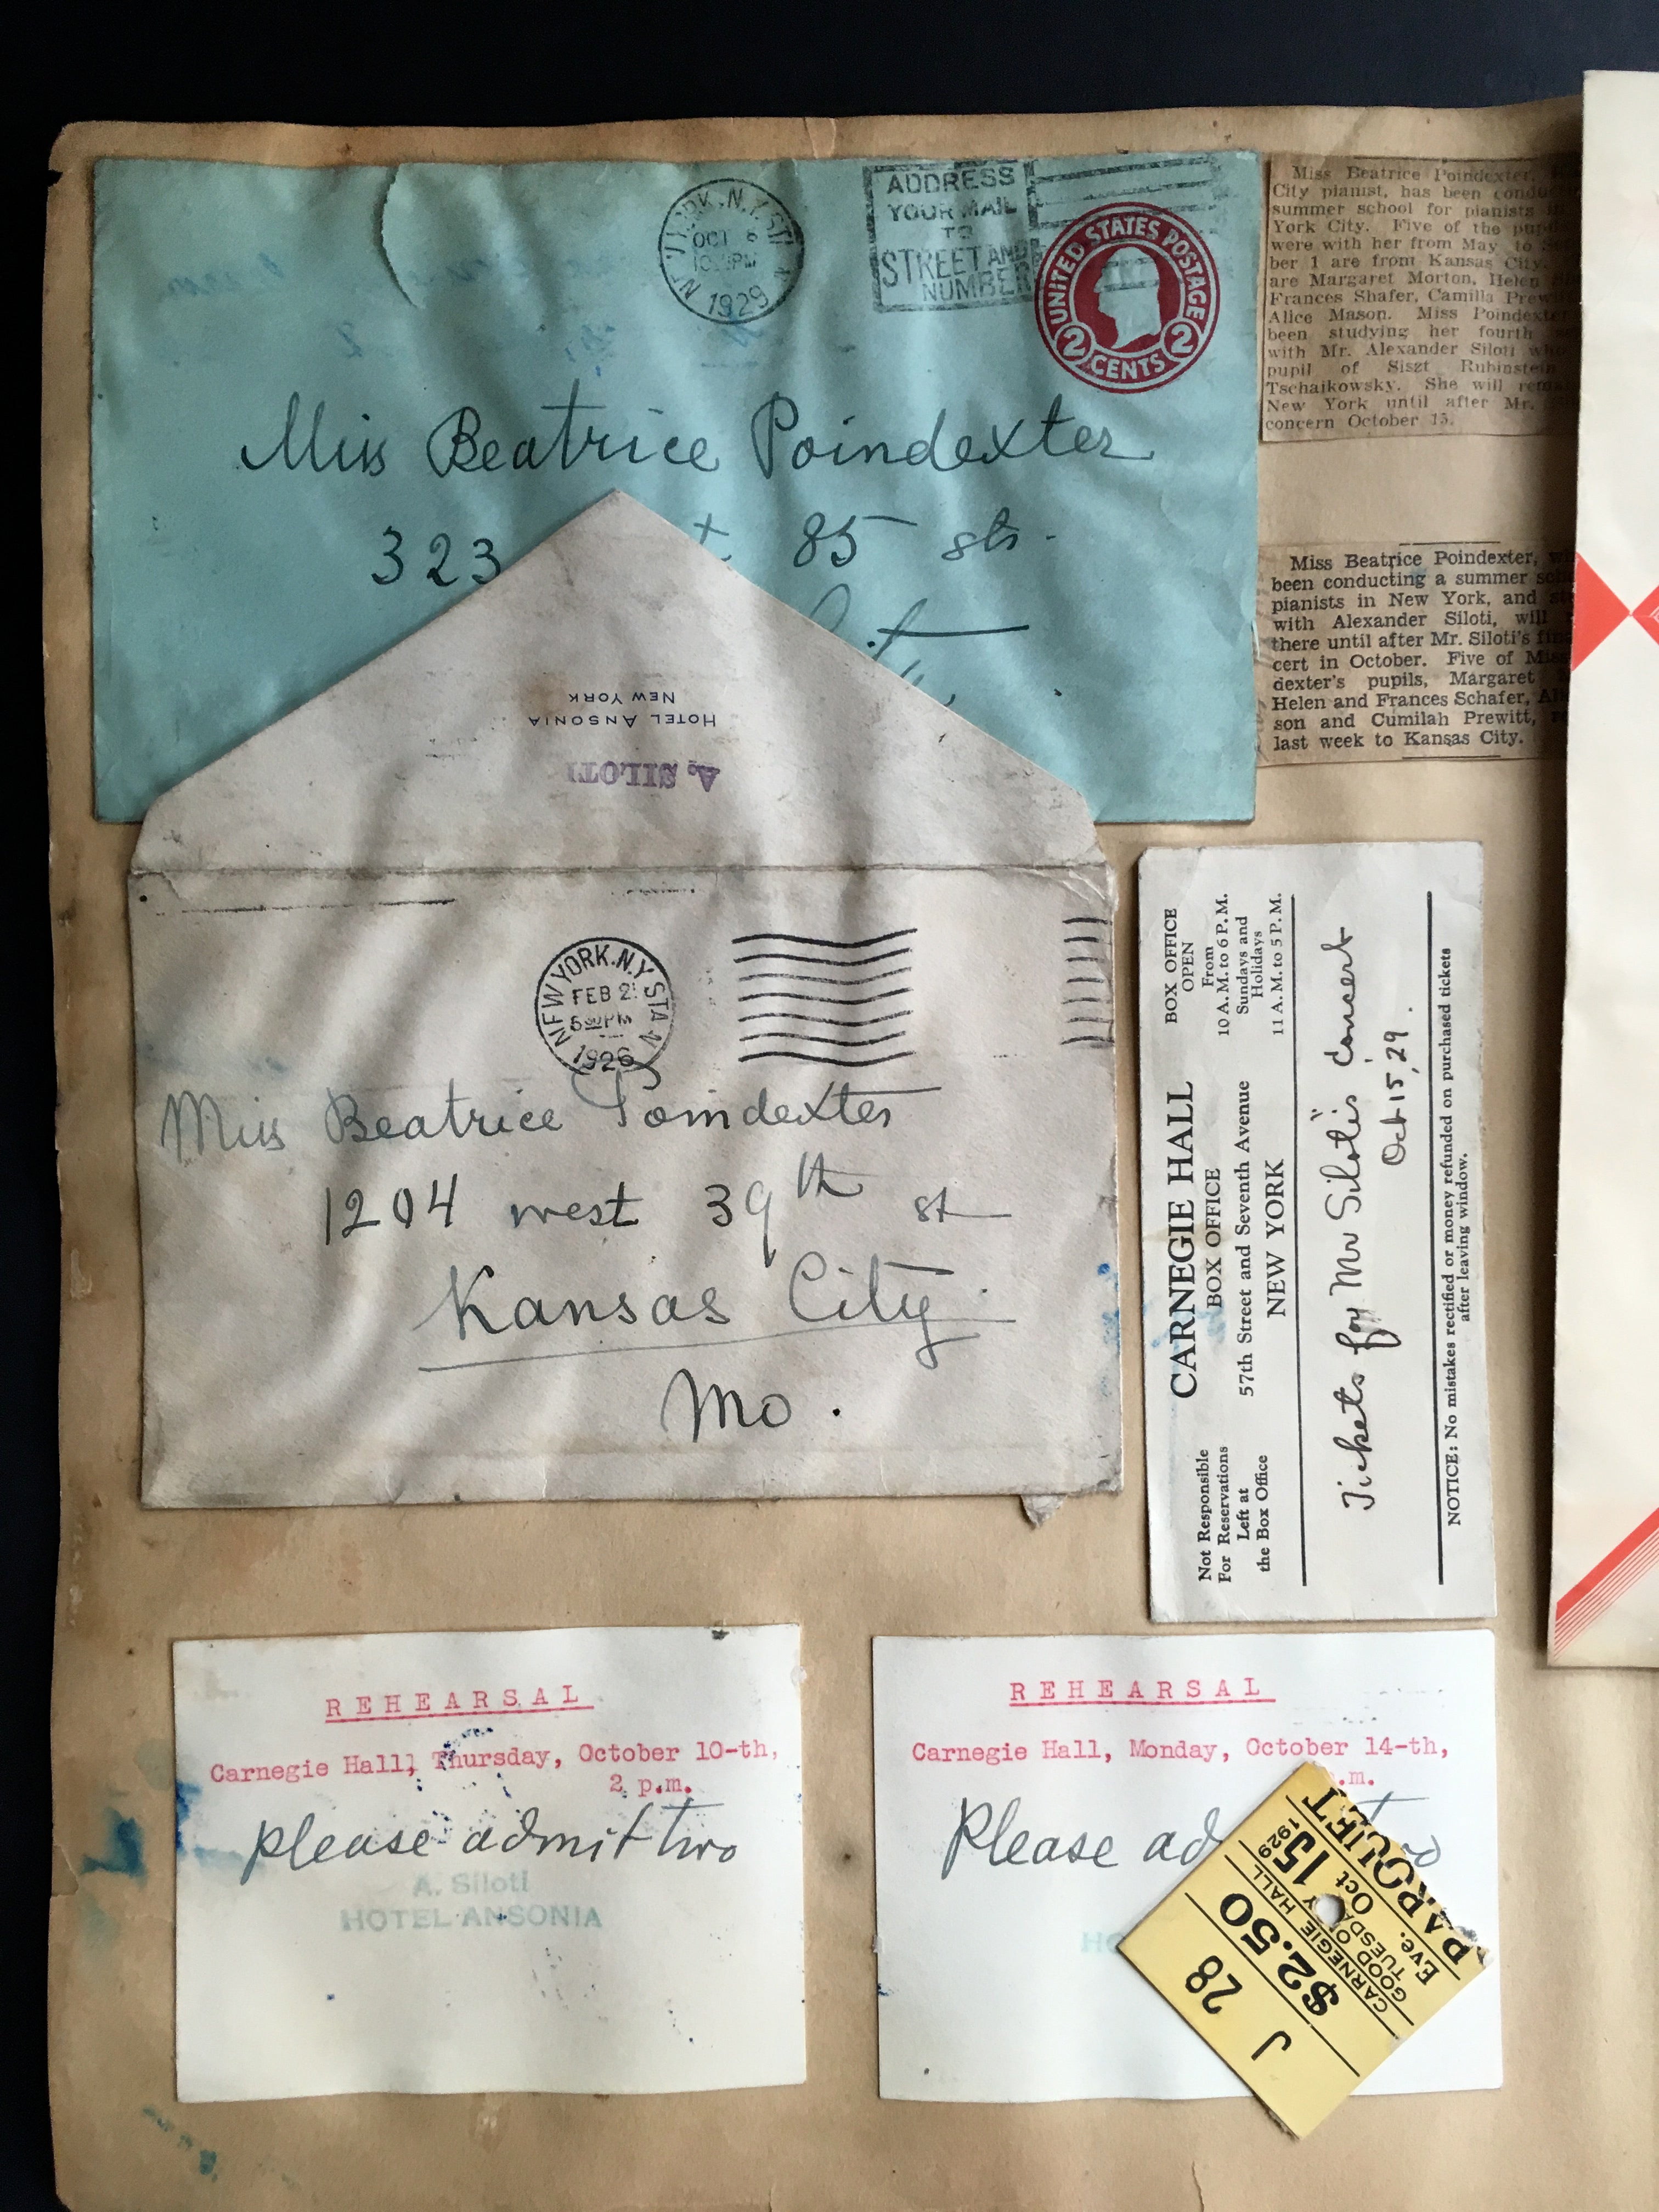 YORK, N.Y. STA
OCT
PM
1929
ADDRESS
YOUR MAIL
TO
STREET AND
NUMBER
UNITED STATES POSTAGE
2 CENTS 2
Miss Beatrice Poindexter
323 85 str.
HOTEL ANSONIA
NEW YORK
A. SILOTI
NEW YORK, N.Y. STA N
FEB 2
5 PM
1926
Miss Beatrice Poindexter
1204 west 39th st
Kansas City
Mo.
Miss Beatrice Poindexter,
City pianist, has been
summer school for pianists
York City. Five of the
were with her from May to
ber 1 are from Kansas City.
are Margaret Morton, Helen
Frances Shafer, Camilla
Alice Mason. Miss
been studying her fourth
with Mr. Alexander Siloti
pupil of Siszt Rubinstein
Tschaikowsky. She will
New York until after Mr.
concern October 15.
Miss Beatrice Poindexter,
been conducting a summer
pianists in New York, and
with Alexander Siloti, will
there until after Mr. Siloti's
cert in October. Five of
dexter's pupils, Margaret
Helen and Frances Schafer,
son and Cumilah Prewitt,
last week to Kansas City.
Not Responsible
For Reservations
Left at
the Box Office
CARNEGIE HALL
BOX OFFICE
57th Street and Seventh Avenue
NEW YORK
BOX OFFICE
OPEN
From
10 A.M. to 6 P.M.
Sundays and
Holidays
11 A.M. to 5 P.M.
Tickets for Mr Siloti's Concert
Oct 15, 29.
NOTICE: No mistakes rectified or money refunded on purchased tickets
after leaving window.
REHEARSAL
Carnegie Hall, Thursday, October 10-th,
2 p.m.
please admit two
A. Siloti
HOTEL ANSONIA
REHEARSAL
Carnegie Hall, Monday, October 14-th,
.m.
Please
J 28
$2.50
CARNEGIE HALL
GOOD ONLY
TUESDAY 1929
Eve. Oct 15
PARQUET